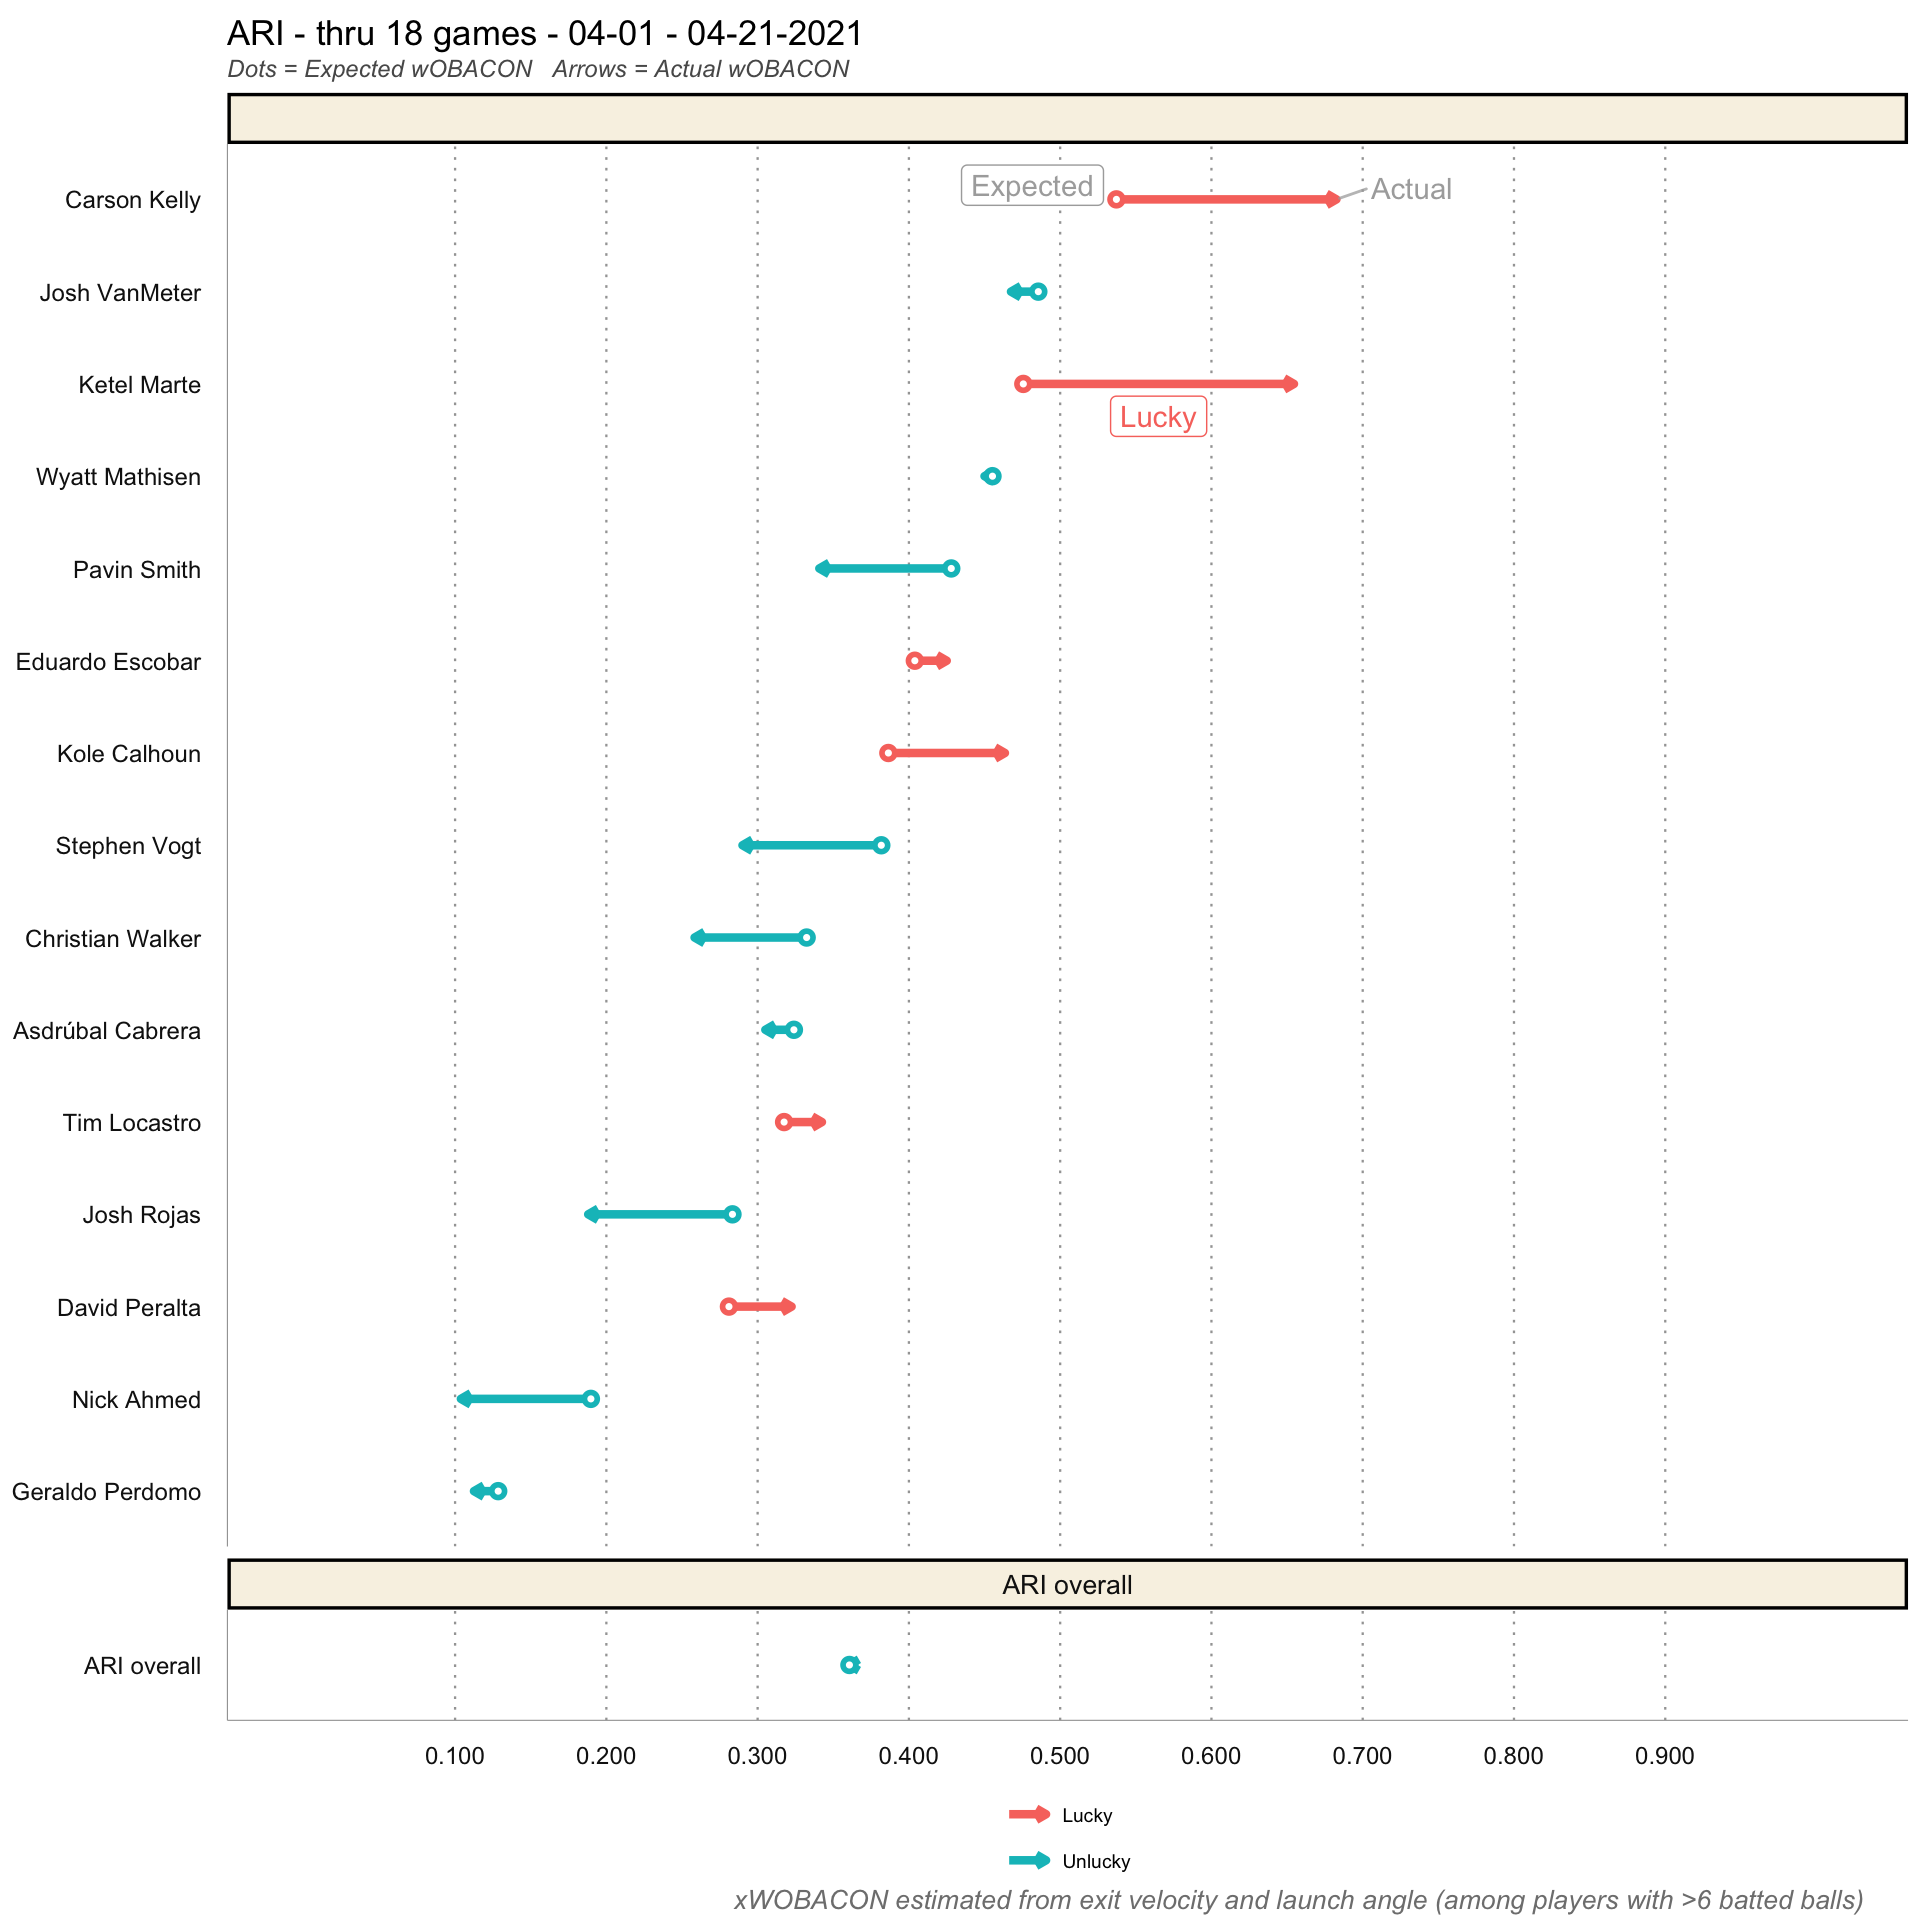 ARI - thru 18 games - 04-01 - 04-21-2021
Dots = Expected wOBACON   Arrows = Actual wOBACON
Carson Kelly
Expected
Actual
Josh VanMeter
Ketel Marte
Lucky
Wyatt Mathisen
Pavin Smith
Eduardo Escobar
Kole Calhoun
Stephen Vogt
Christian Walker
Asdrúbal Cabrera
Tim Locastro
Josh Rojas
David Peralta
Nick Ahmed
Geraldo Perdomo
ARI overall
ARI overall
0.100 0.200 0.300 0.400 0.500 0.600 0.700 0.800 0.900
Lucky
Unlucky
xWOBACON estimated from exit velocity and launch angle (among players with >6 batted balls)